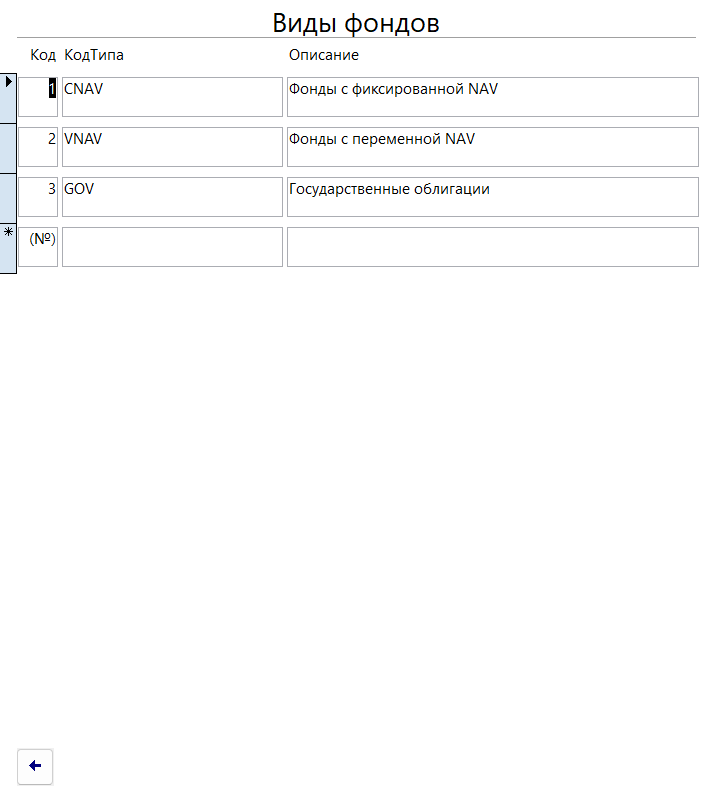 Виды фондов
Код КодТипа Описание
1 CNAV Фонды с фиксированной NAV
2 VNAV Фонды с переменной NAV
3 GOV Государственные облигации
* (№)